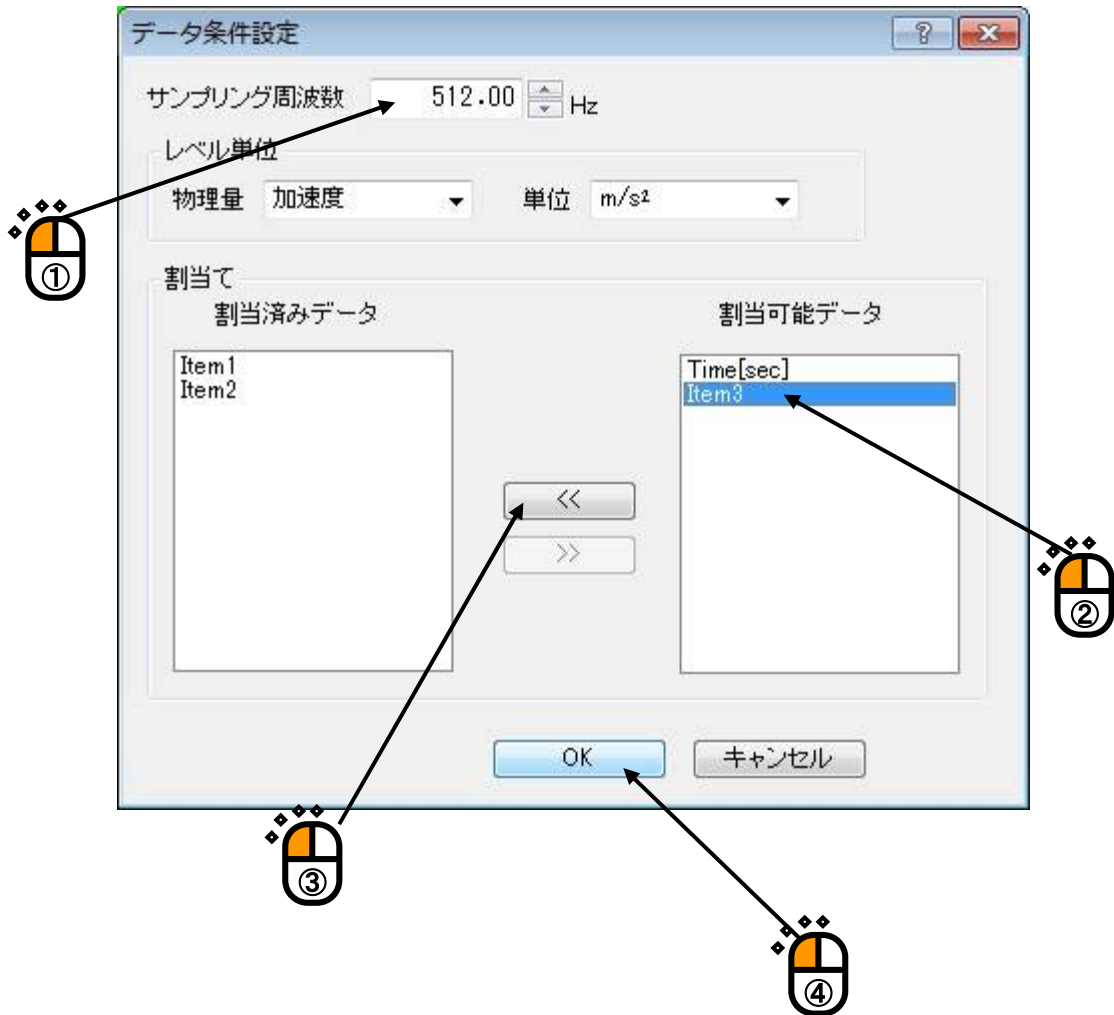 データ条件設定
サンプリング周波数 512.00 Hz
レベル単位
物理量 加速度 単位 m/s²
①
割当て
割当済みデータ 割当可能データ
Item1
Item2
Time[sec]
Item3
<<
>>
②
OK キャンセル
③
④